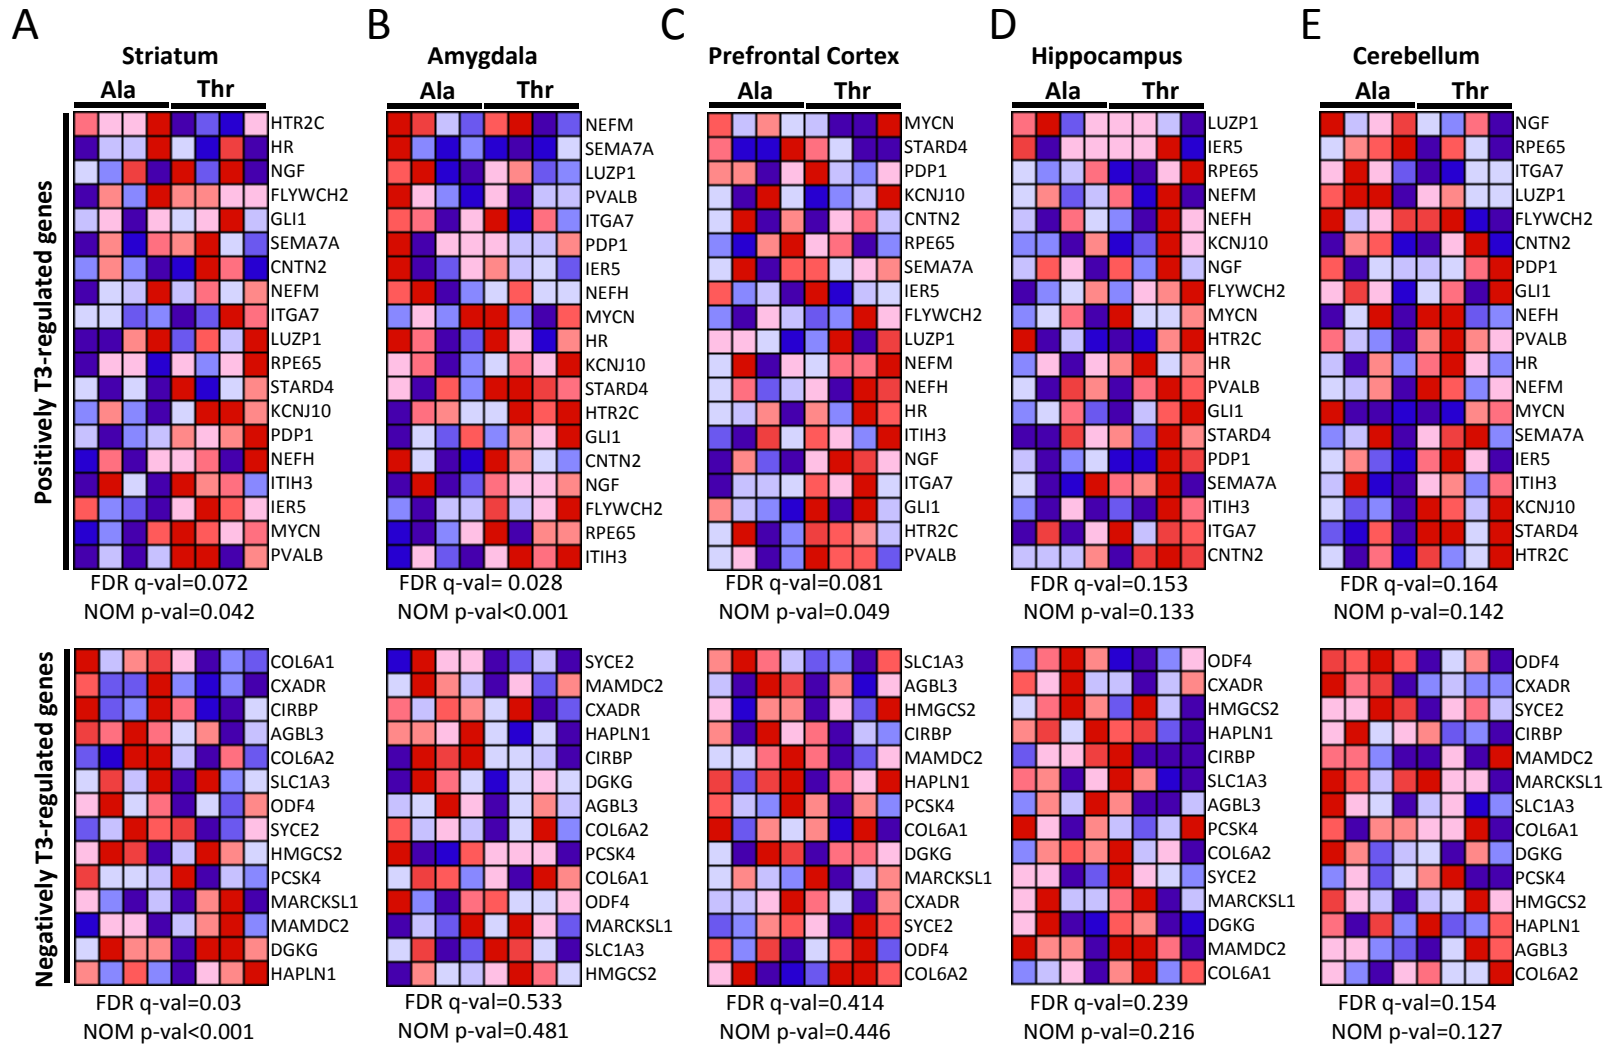 A
Striatum
Ala Thr
Positively T3-regulated genes
HTR2C
HR
NGF
FLYWCH2
GLI1
SEMA7A
CNTN2
NEFM
ITGA7
LUZP1
RPE65
STARD4
KCNJ10
PDP1
NEFH
ITIH3
IER5
MYCN
PVALB
FDR q-val=0.072
NOM p-val=0.042
Negatively T3-regulated genes
COL6A1
CXADR
CIRBP
AGBL3
COL6A2
SLC1A3
ODF4
SYCE2
HMGCS2
PCSK4
MARCKSL1
MAMDC2
DGKG
HAPLN1
FDR q-val=0.03
NOM p-val<0.001
B
Amygdala
Ala Thr
NEFM
SEMA7A
LUZP1
PVALB
ITGA7
PDP1
IER5
NEFH
MYCN
HR
KCNJ10
STARD4
HTR2C
GLI1
CNTN2
NGF
FLYWCH2
RPE65
ITIH3
FDR q-val= 0.028
NOM p-val<0.001
SYCE2
MAMDC2
CXADR
HAPLN1
CIRBP
DGKG
AGBL3
COL6A2
PCSK4
COL6A1
ODF4
MARCKSL1
SLC1A3
HMGCS2
FDR q-val=0.533
NOM p-val=0.481
C
Prefrontal Cortex
Ala Thr
MYCN
STARD4
PDP1
KCNJ10
CNTN2
RPE65
SEMA7A
IER5
FLYWCH2
LUZP1
NEFM
NEFH
HR
ITIH3
NGF
ITGA7
GLI1
HTR2C
PVALB
FDR q-val=0.081
NOM p-val=0.049
SLC1A3
AGBL3
HMGCS2
CIRBP
MAMDC2
HAPLN1
PCSK4
COL6A1
DGKG
MARCKSL1
CXADR
SYCE2
ODF4
COL6A2
FDR q-val=0.414
NOM p-val=0.446
D
Hippocampus
Ala Thr
LUZP1
IER5
RPE65
NEFM
NEFH
KCNJ10
NGF
FLYWCH2
MYCN
HTR2C
HR
PVALB
GLI1
STARD4
PDP1
SEMA7A
ITIH3
ITGA7
CNTN2
FDR q-val=0.153
NOM p-val=0.133
ODF4
CXADR
HMGCS2
HAPLN1
CIRBP
SLC1A3
AGBL3
PCSK4
COL6A2
SYCE2
MARCKSL1
DGKG
MAMDC2
COL6A1
FDR q-val=0.239
NOM p-val=0.216
E
Cerebellum
Ala Thr
NGF
RPE65
ITGA7
LUZP1
FLYWCH2
CNTN2
PDP1
GLI1
NEFH
PVALB
HR
NEFM
MYCN
SEMA7A
IER5
ITIH3
KCNJ10
STARD4
HTR2C
FDR q-val=0.164
NOM p-val=0.142
ODF4
CXADR
SYCE2
CIRBP
MAMDC2
MARCKSL1
SLC1A3
COL6A1
DGKG
PCSK4
HMGCS2
HAPLN1
AGBL3
COL6A2
FDR q-val=0.154
NOM p-val=0.127